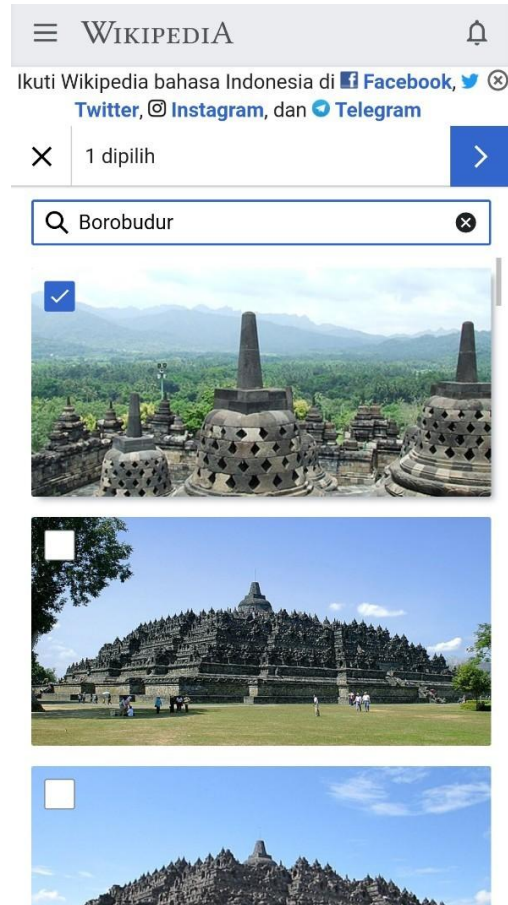 WIKIPEDIA
Ikuti Wikipedia bahasa Indonesia di Facebook,
Twitter, Instagram, dan Telegram
1 dipilih
Borobudur